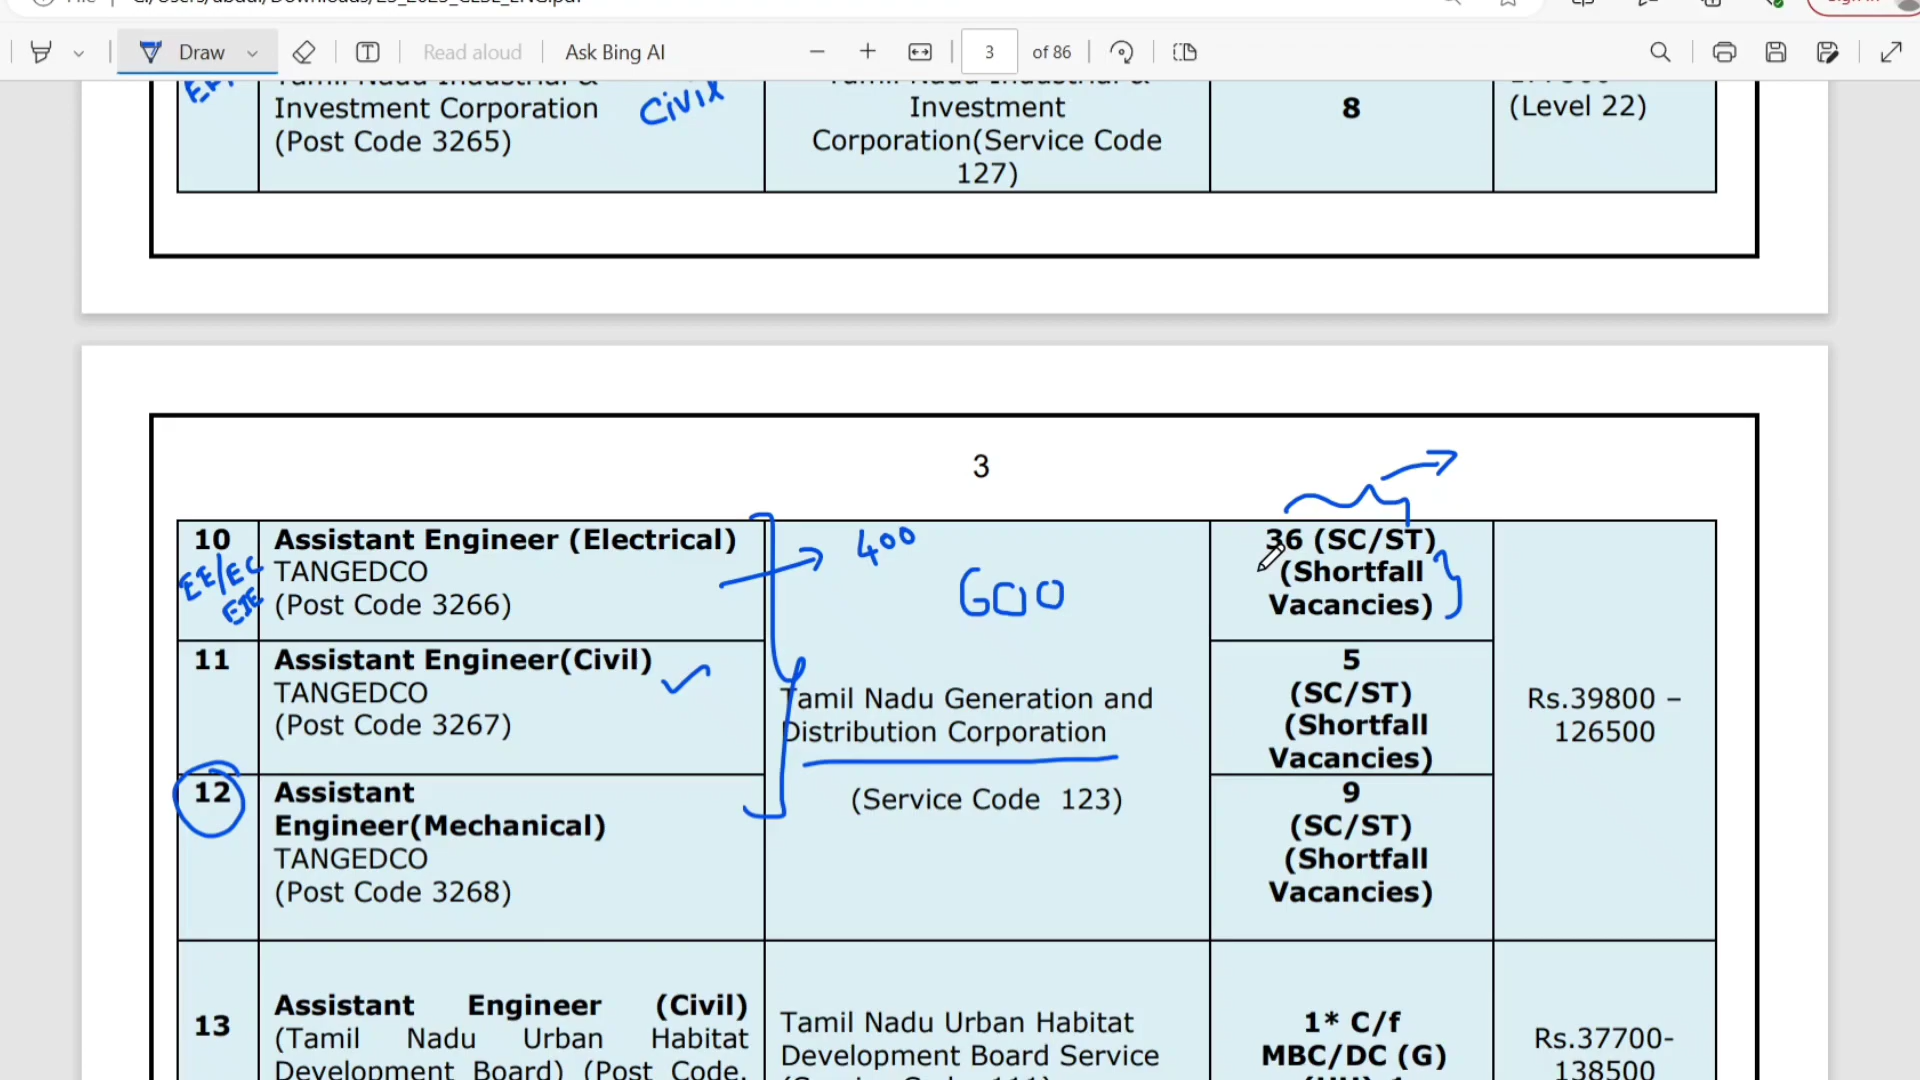 Draw
Read aloud
Ask Bing AI
3
of 86
Investment Corporation
(Post Code 3265)
Civil
Investment
Corporation(Service Code
127)
8
(Level 22)
3
10
EE/EC
EIE
Assistant Engineer (Electrical)
TANGEDCO
(Post Code 3266)
400
600
36 (SC/ST)
(Shortfall
Vacancies)
11
Assistant Engineer(Civil)
TANGEDCO
(Post Code 3267)
Tamil Nadu Generation and
Distribution Corporation
(Service Code 123)
5
(SC/ST)
(Shortfall
Vacancies)
Rs.39800 –
126500
12
Assistant
Engineer(Mechanical)
TANGEDCO
(Post Code 3268)
9
(SC/ST)
(Shortfall
Vacancies)
13
Assistant Engineer (Civil)
(Tamil Nadu Urban Habitat
Development Board) (Post Code.
Tamil Nadu Urban Habitat
Development Board Service
1* C/f
MBC/DC (G)
Rs.37700-
138500